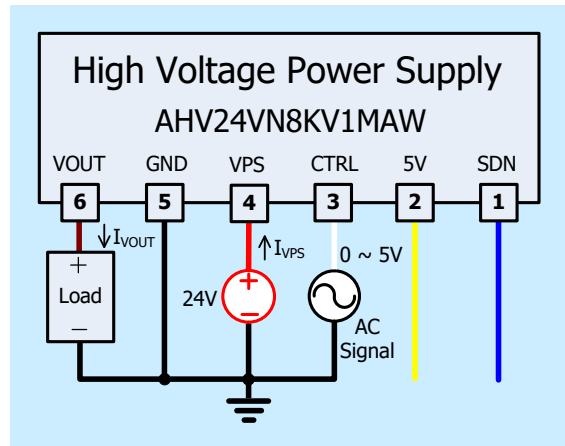 High Voltage Power Supply
AHV24VN8KV1MAW
VOUT GND VPS CTRL 5V SDN
6 5 4 3 2 1
↓IVOUT ↑IVPS 0 ~ 5V
+ +
Load 24V
− −
AC
Signal